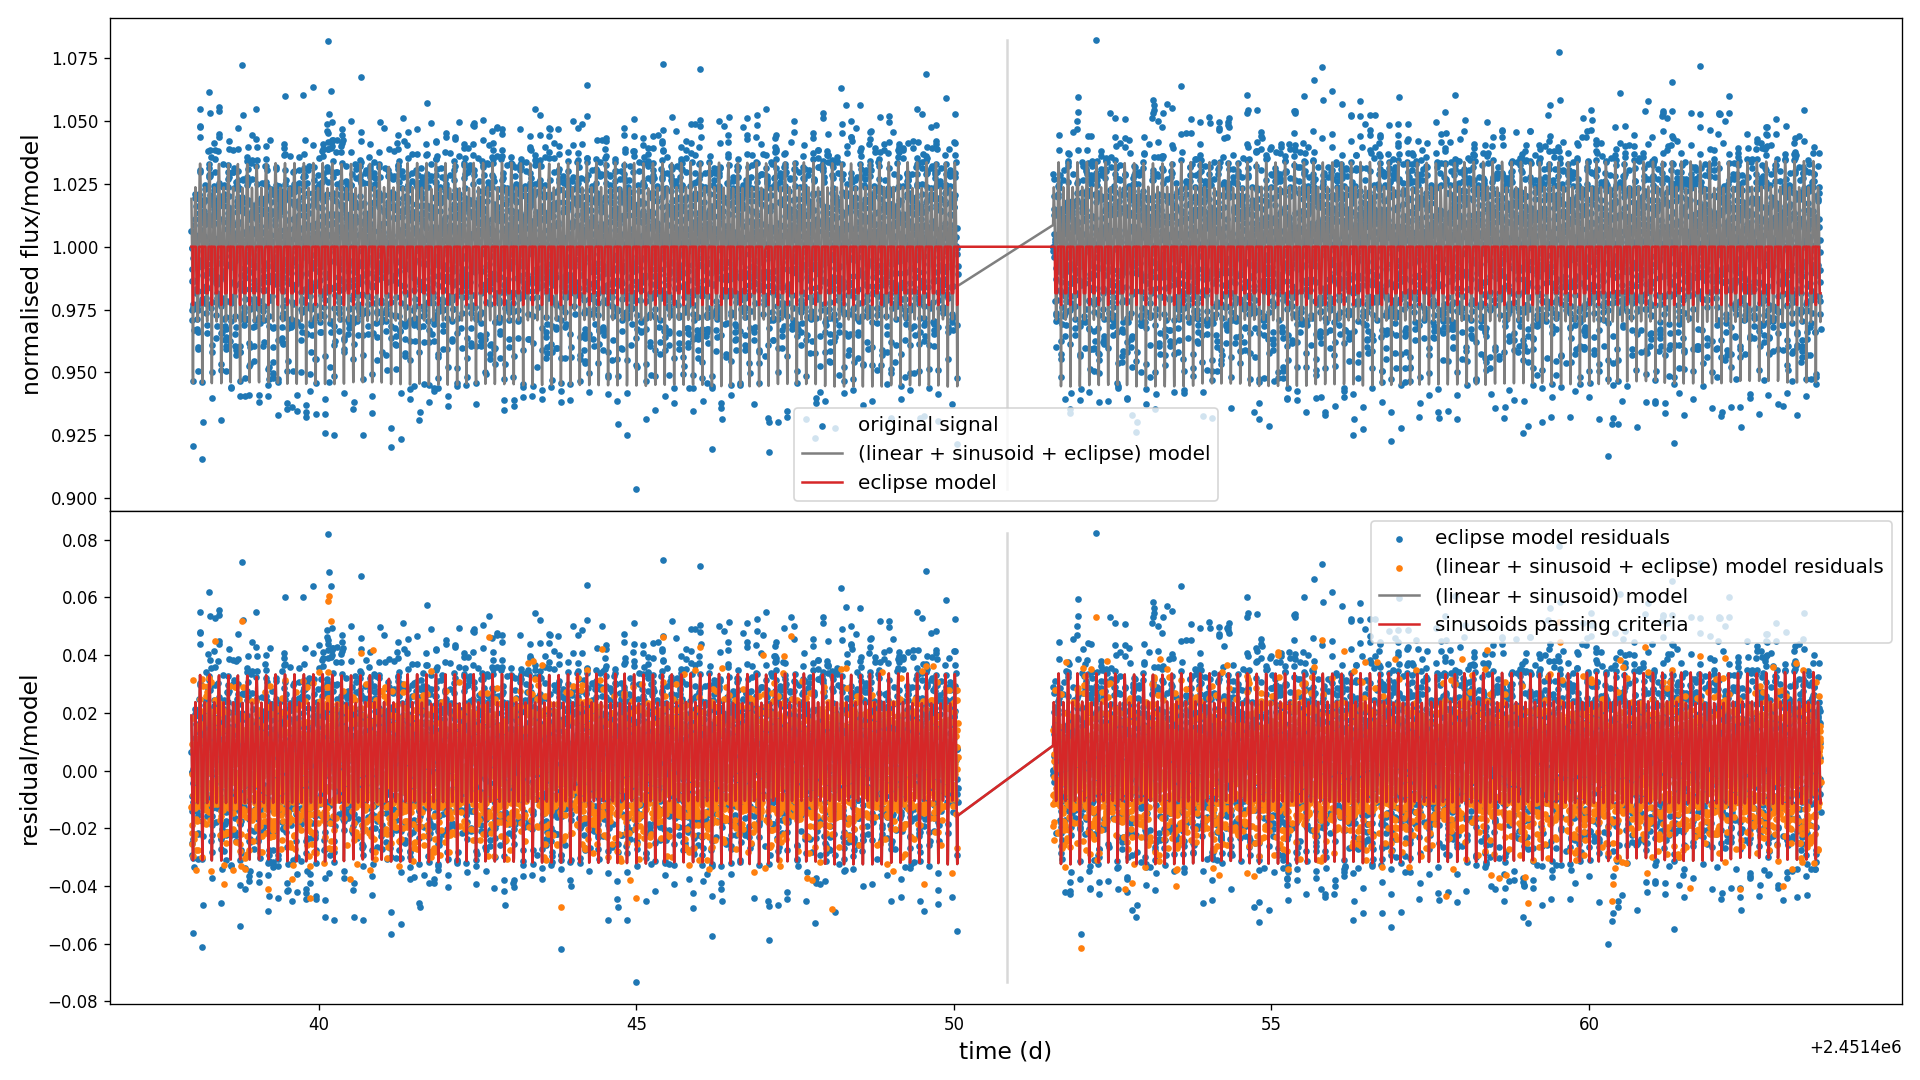 normalised flux/model
1.075
1.050
1.025
1.000
0.975
0.950
0.925
0.900
original signal
(linear + sinusoid + eclipse) model
eclipse model
residual/model
0.08
0.06
0.04
0.02
0.00
−0.02
−0.04
−0.06
−0.08
eclipse model residuals
(linear + sinusoid + eclipse) model residuals
(linear + sinusoid) model
sinusoids passing criteria
40 45 50 55 60
time (d)
+2.4514e6